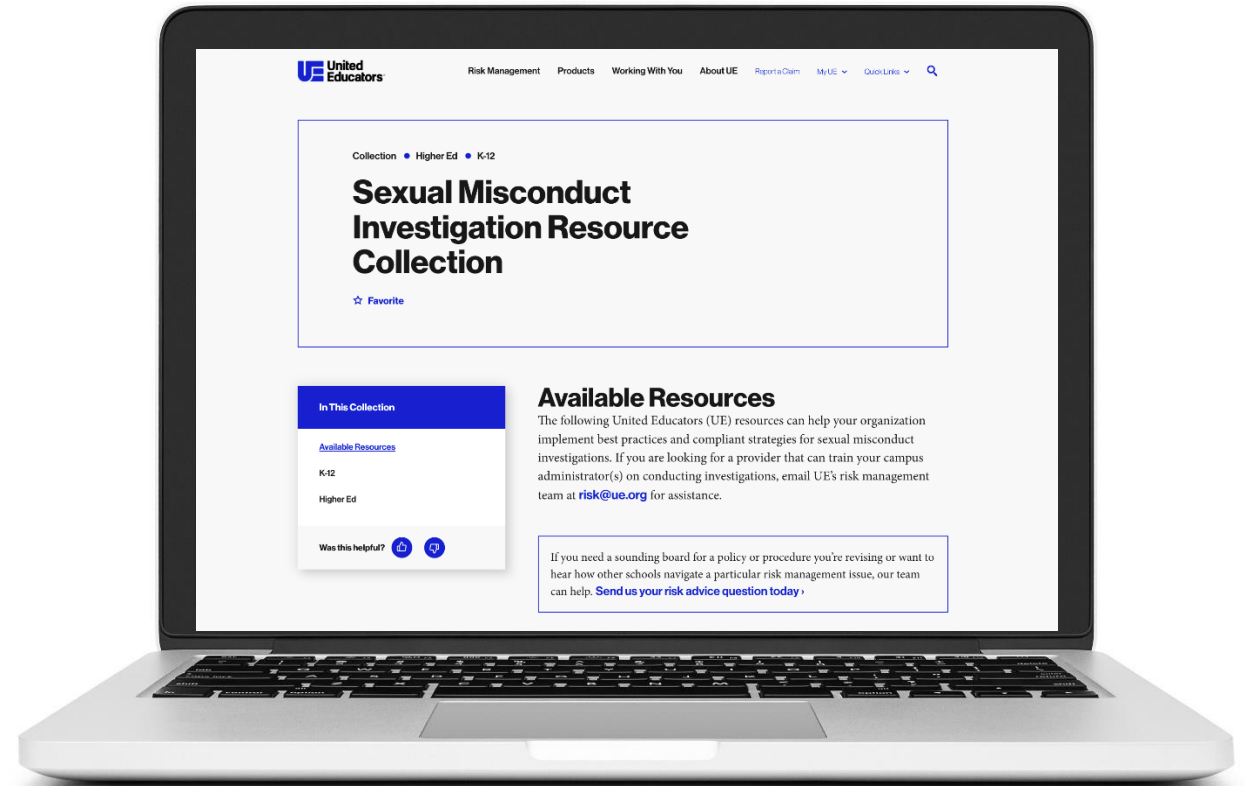 United
Educators
Risk Management Products Working With You About UE Report a Claim My UE Quick Links
Collection • Higher Ed • K-12
Sexual Misconduct
Investigation Resource
Collection
Favorite
In This Collection
Available Resources
K-12
Higher Ed
Was this helpful?
Available Resources
The following United Educators (UE) resources can help your organization
implement best practices and compliant strategies for sexual misconduct
investigations. If you are looking for a provider that can train your campus
administrator(s) on conducting investigations, email UE’s risk management
team at risk@ue.org for assistance.
If you need a sounding board for a policy or procedure you’re revising or want to
hear how other schools navigate a particular risk management issue, our team
can help. Send us your risk advice question today ›